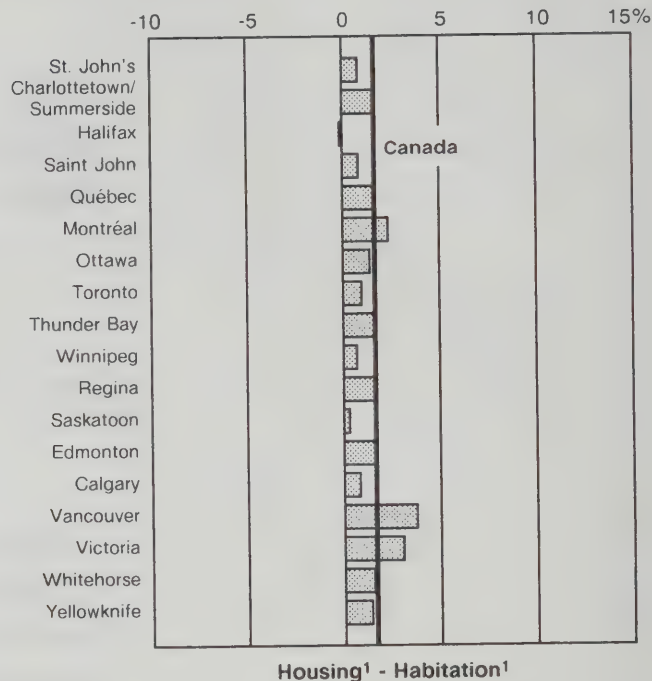 -10 -5 0 5 10 15%
St. John's
Charlottetown/
Summerside
Halifax
Canada
Saint John
Québec
Montréal
Ottawa
Toronto
Thunder Bay
Winnipeg
Regina
Saskatoon
Edmonton
Calgary
Vancouver
Victoria
Whitehorse
Yellowknife
Housing¹ - Habitation¹